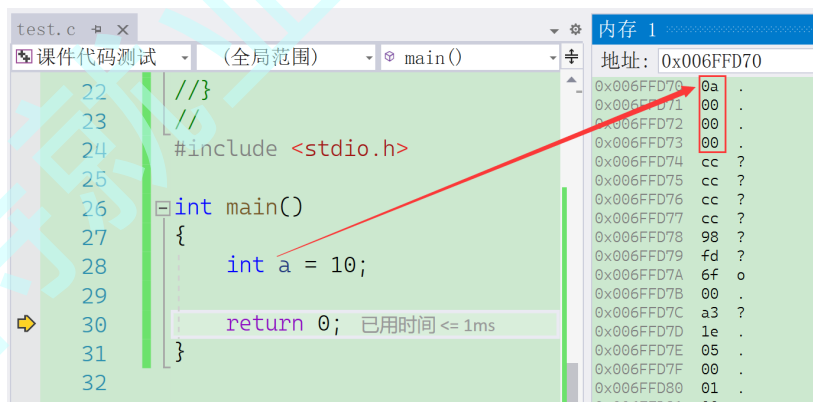 test.c
课件代码测试 (全局范围) main()
22 //}
23 //
24 #include <stdio.h>
25
26 int main()
27 {
28 int a = 10;
29
30 return 0; 已用时间 <= 1ms
31 }
32
内存 1
地址: 0x006FFD70
0x006FFD70 0a .
0x006FFD71 00 .
0x006FFD72 00 .
0x006FFD73 00 .
0x006FFD74 cc ?
0x006FFD75 cc ?
0x006FFD76 cc ?
0x006FFD77 cc ?
0x006FFD78 98 ?
0x006FFD79 fd ?
0x006FFD7A 6f o
0x006FFD7B 00 .
0x006FFD7C a3 ?
0x006FFD7D 1e .
0x006FFD7E 05 .
0x006FFD7F 00 .
0x006FFD80 01 .